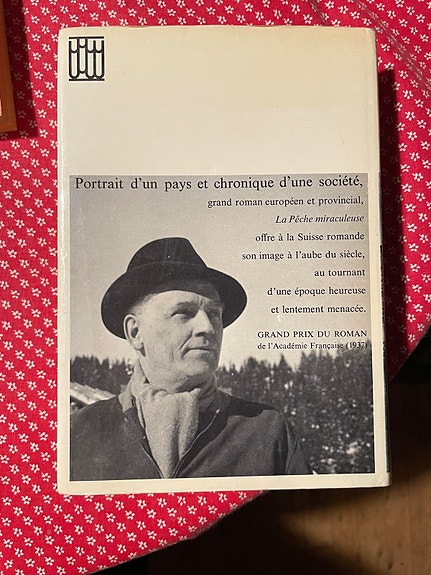 Portrait d'un pays et chronique d'une société,
grand roman européen et provincial,
La Pêche miraculeuse
offre à la Suisse romande
son image à l'aube du siècle,
au tournant
d'une époque heureuse
et lentement menacée.
GRAND PRIX DU ROMAN
de l'Académie Française (1937)